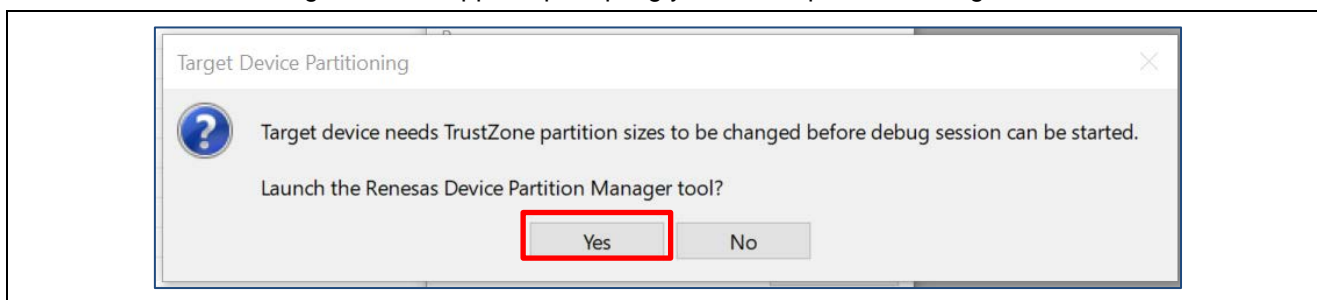 Target Device Partitioning
Target device needs TrustZone partition sizes to be changed before debug session can be started.
Launch the Renesas Device Partition Manager tool?
Yes No